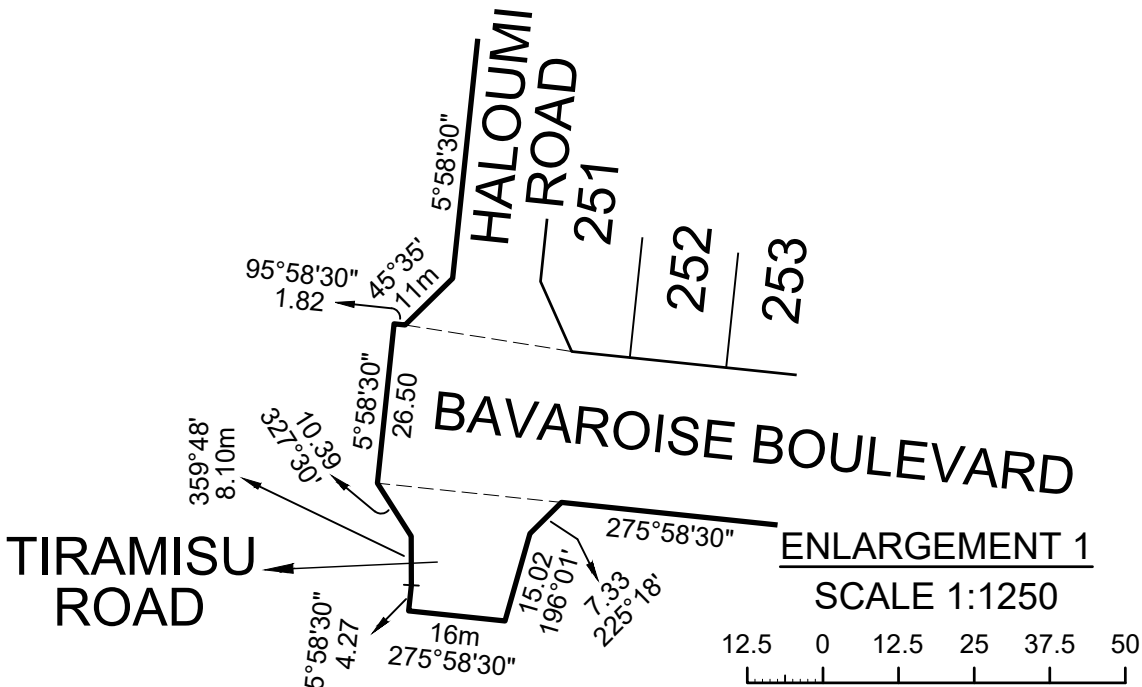 HALOUMI
ROAD
5°58'30"
251
252
253
95°58'30"
1.82
45°35'
11m
5°58'30"
26.50
BAVAROISE BOULEVARD
10.39
327°30'
359°48'
8.10m
TIRAMISU
ROAD
275°58'30"
15.02
196°01'
7.33
225°18'
5°58'30"
4.27
16m
275°58'30"
ENLARGEMENT 1
SCALE 1:1250
12.5 0 12.5 25 37.5 50